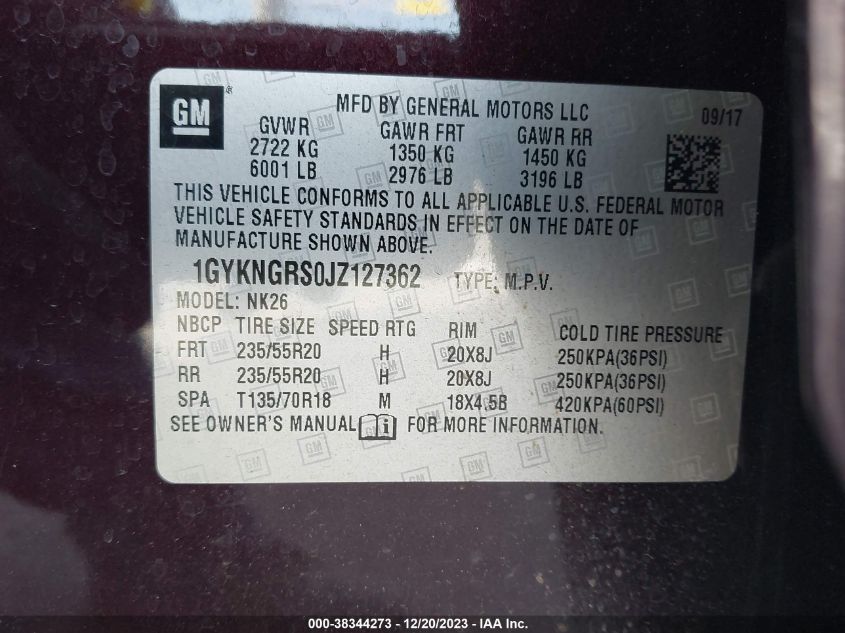 GM ®
MFD BY GENERAL MOTORS LLC
09/17
GVWR GAWR FRT GAWR RR
2722 KG 1350 KG 1450 KG
6001 LB 2976 LB 3196 LB
THIS VEHICLE CONFORMS TO ALL APPLICABLE U.S. FEDERAL MOTOR
VEHICLE SAFETY STANDARDS IN EFFECT ON THE DATE OF
MANUFACTURE SHOWN ABOVE.
1GYKNGRS0JZ127362 TYPE: M.P.V.
MODEL: NK26
NBCP TIRE SIZE SPEED RTG RIM COLD TIRE PRESSURE
FRT 235/55R20 H 20X8J 250KPA(36PSI)
RR 235/55R20 H 20X8J 250KPA(36PSI)
SPA T135/70R18 M 18X4.5B 420KPA(60PSI)
SEE OWNER'S MANUAL i FOR MORE INFORMATION.
000-38344273 - 12/20/2023 - IAA Inc.